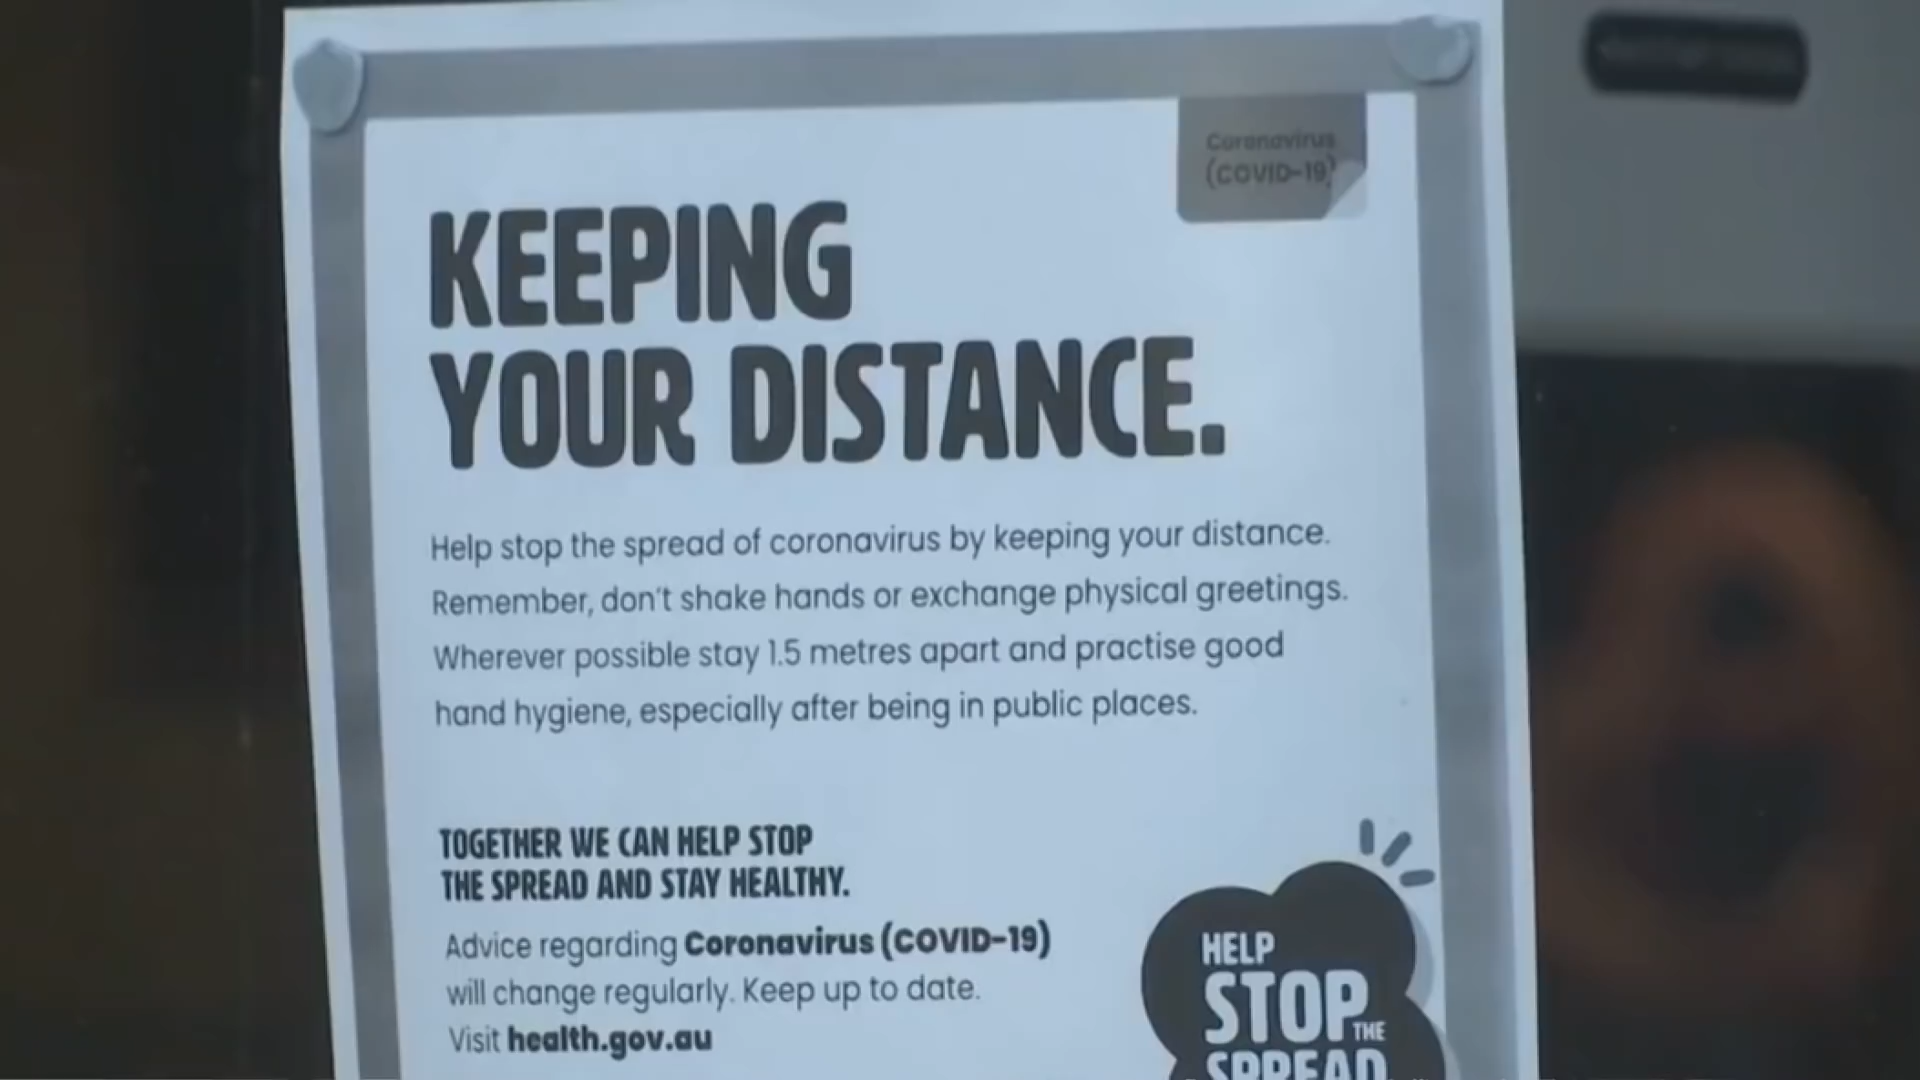 Coronavirus
(COVID-19)
KEEPING
YOUR DISTANCE.
Help stop the spread of coronavirus by keeping your distance.
Remember, don't shake hands or exchange physical greetings.
Wherever possible stay 1.5 metres apart and practise good
hand hygiene, especially after being in public places.
TOGETHER WE CAN HELP STOP
THE SPREAD AND STAY HEALTHY.
Advice regarding Coronavirus (COVID-19)
will change regularly. Keep up to date.
Visit health.gov.au
HELP
STOP THE
SPREAD